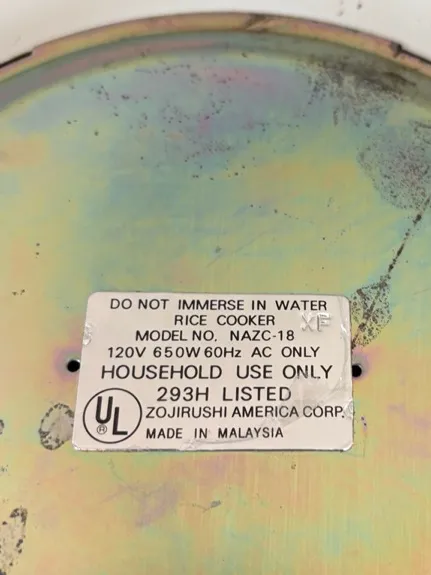 DO NOT IMMERSE IN WATER
RICE COOKER
XF
MODEL NO. NAZC-18
120V 650W 60Hz AC ONLY
HOUSEHOLD USE ONLY
293H LISTED
UL
®
ZOJIRUSHI AMERICA CORP.
MADE IN MALAYSIA